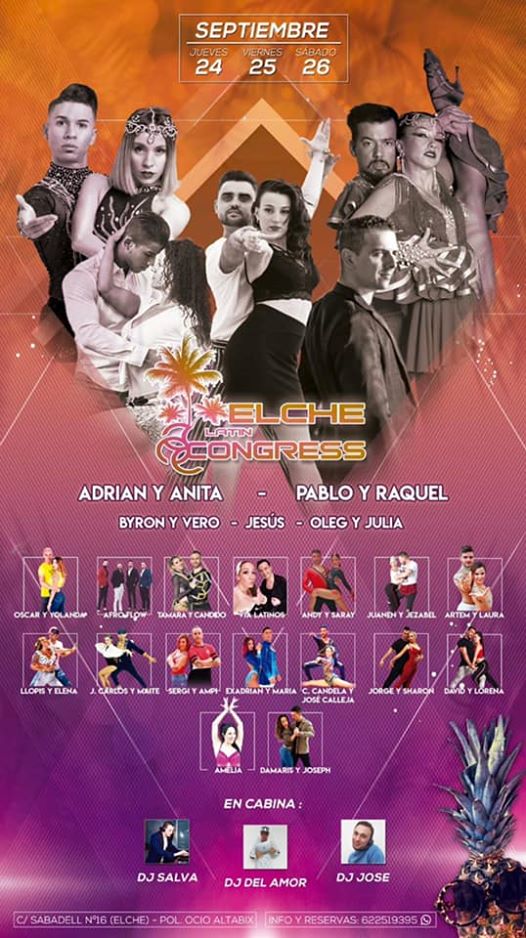 SEPTIEMBRE
JUEVES VIERNES SÁBADO
24 25 26
ELCHE
LATIN
CONGRESS
ADRIAN Y ANITA - PABLO Y RAQUEL
BYRON Y VERO - JESÚS - OLEG Y JULIA
OSCAR Y YOLANDA AFRO FLOW TAMARA Y CANDIDO VIA LATINOS ANDY Y SARAY JUANEN Y JEZABEL ARTEM Y LAURA
LLOPIS Y ELENA J. CARLOS Y MAITE SERGI Y AMPI EXADRIAN Y MARIA C. CANDELA Y JORGE Y SHARON DAVID Y LORENA
JOSÉ CALLEJA
AMELIA DAMARIS Y JOSEPH
EN CABINA :
DJ SALVA DJ DEL AMOR DJ JOSE
C/ SABADELL Nº16 (ELCHE) - POL. OCIO ALTABIX INFO Y RESERVAS: 622519395